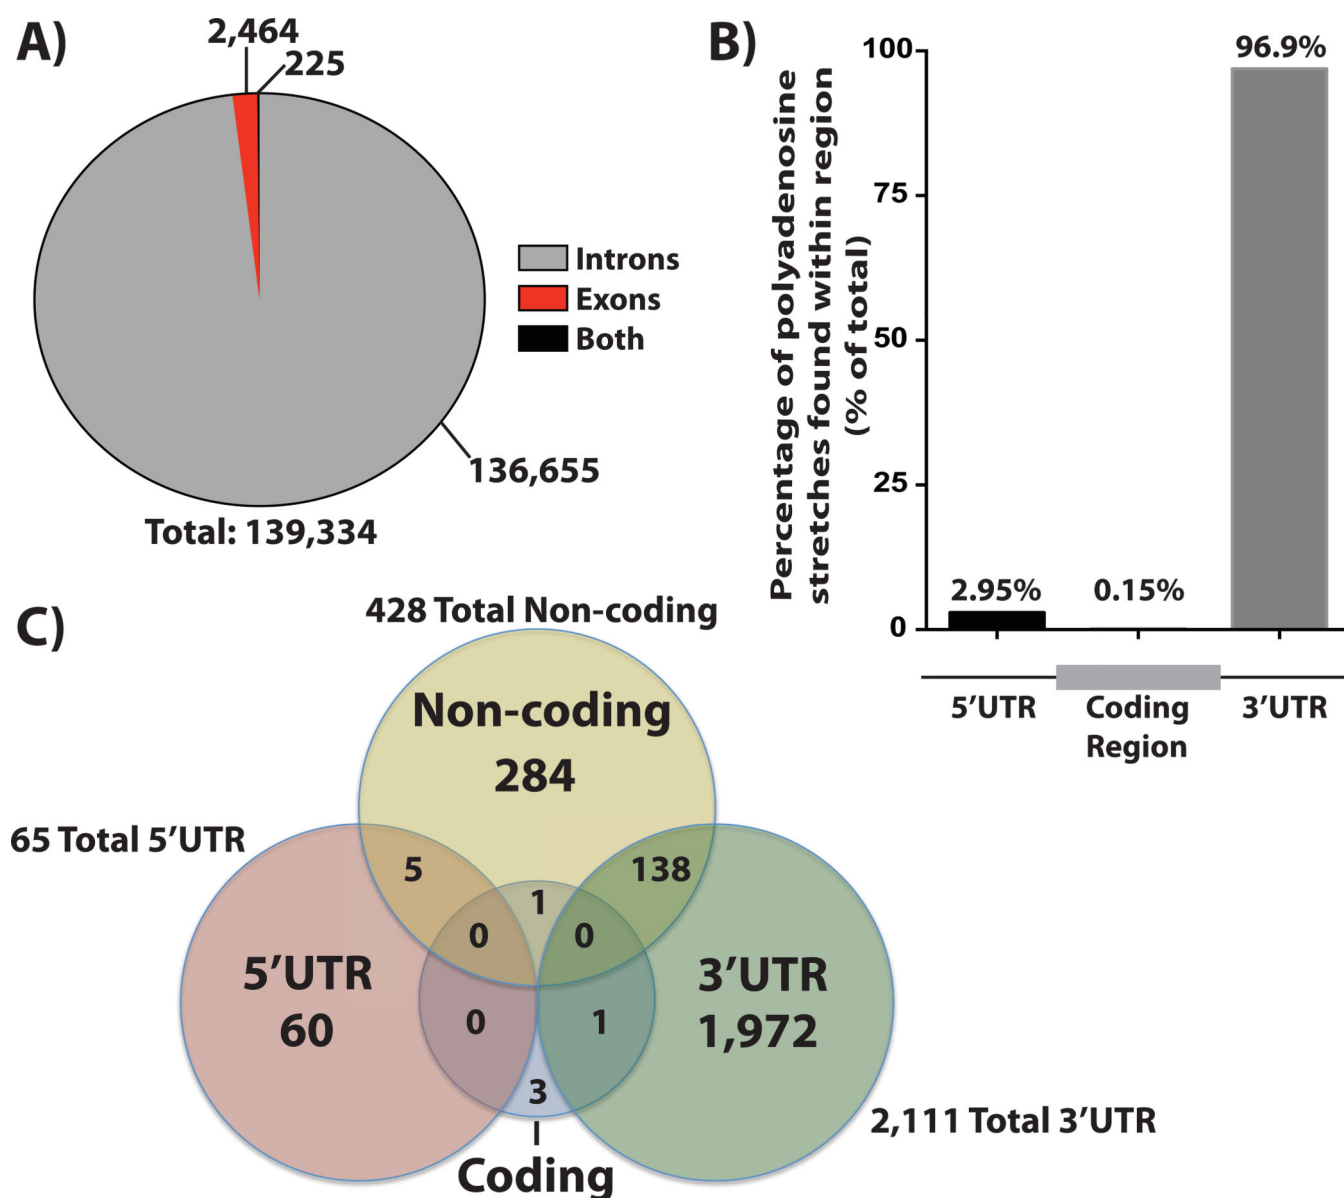 A)
2,464
225
Introns
Exons
Both
136,655
Total: 139,334
B)
Percentage of polyadenosine
stretches found within region
(% of total)
100
75
50
25
0
96.9%
2.95%
0.15%
5’UTR
Coding
Region
3’UTR
C)
428 Total Non-coding
Non-coding
284
65 Total 5’UTR
5
138
1
0
0
5’UTR
60
3’UTR
1,972
0
1
3
2,111 Total 3’UTR
Coding